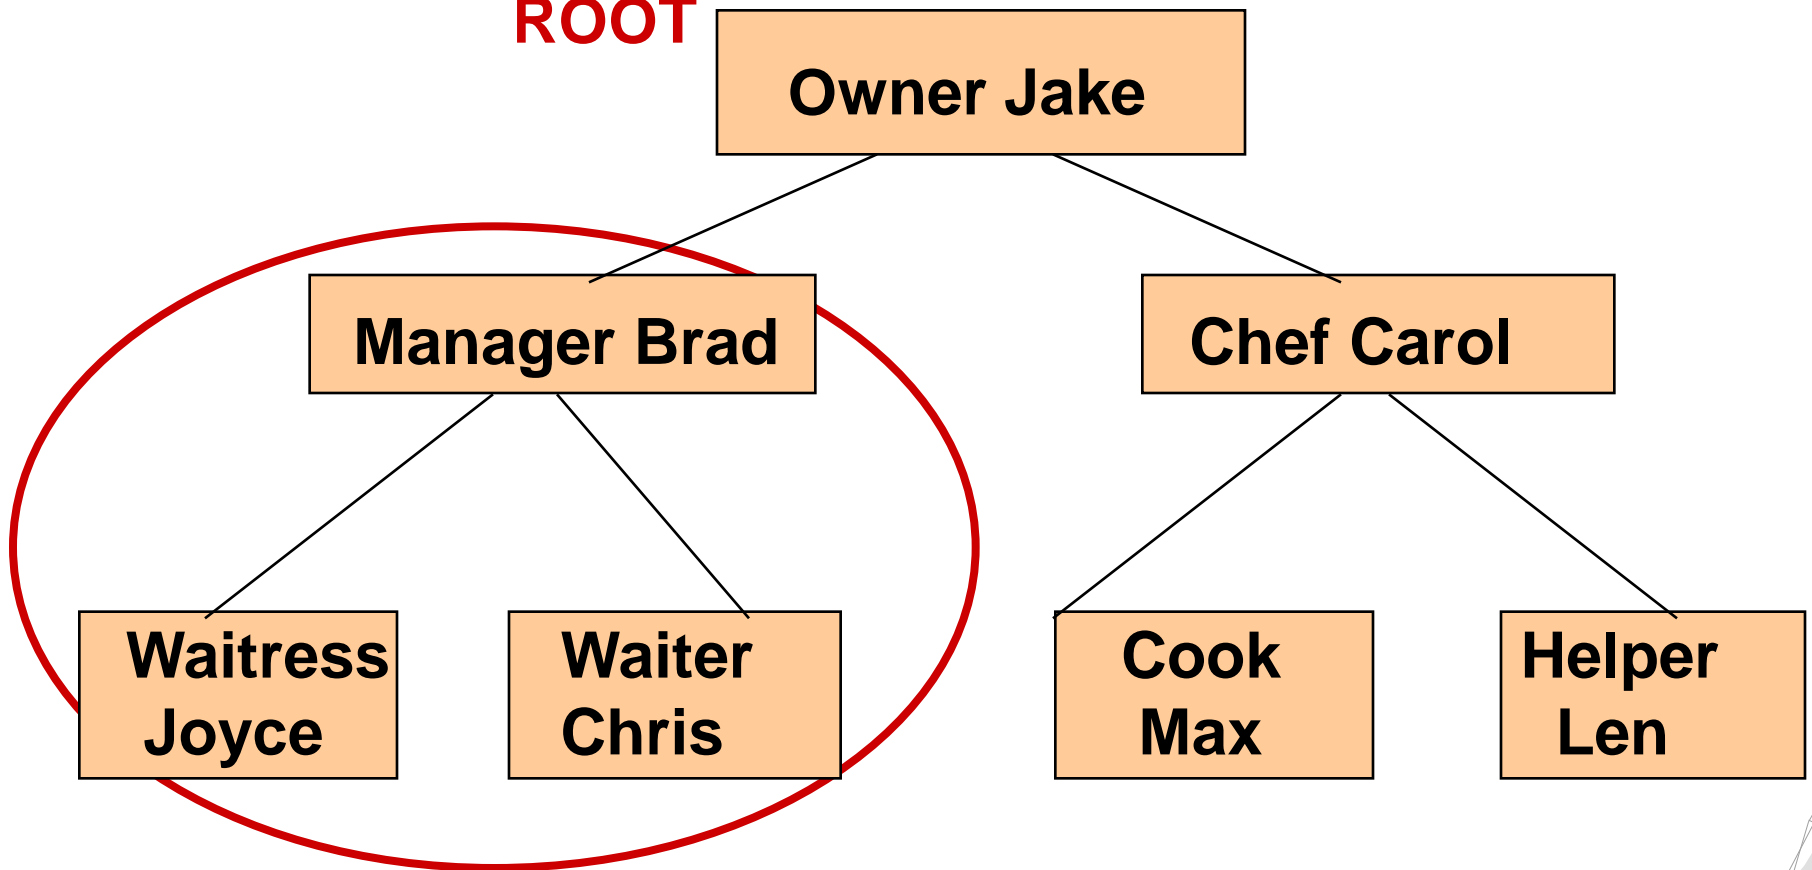 ROOT
Owner Jake
Manager Brad
Chef Carol
Waitress
Joyce
Waiter
Chris
Cook
Max
Helper
Len